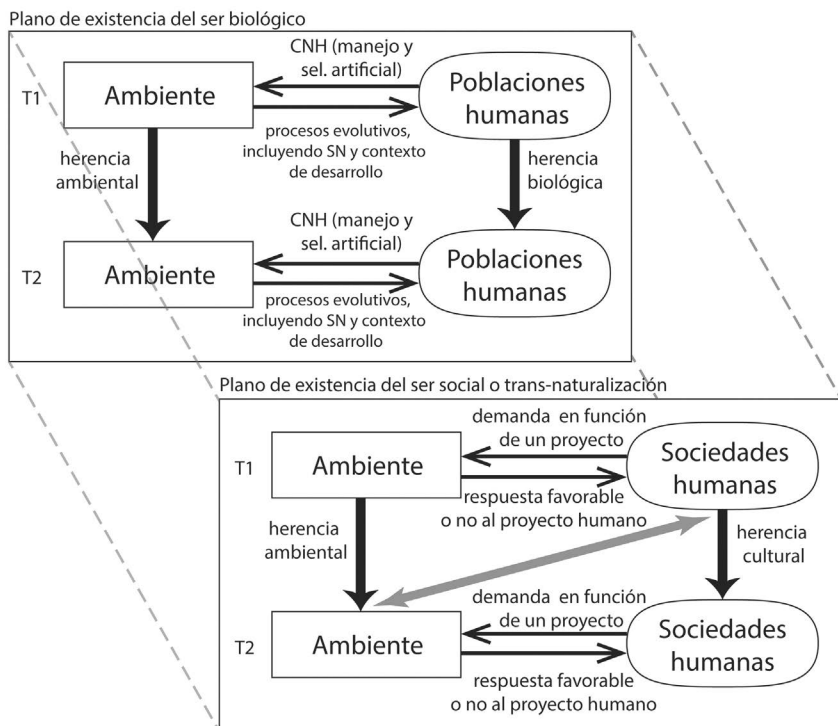 Plano de existencia del ser biológico
T1
Ambiente
CNH (manejo y
sel. artificial)
procesos evolutivos,
incluyendo SN y contexto
de desarrollo
Poblaciones
humanas
herencia
ambiental
herencia
biológica
T2
Ambiente
CNH (manejo y
sel. artificial)
procesos evolutivos,
incluyendo SN y contexto
de desarrollo
Poblaciones
humanas
Plano de existencia del ser social o trans-naturalización
T1
Ambiente
demanda en función
de un proyecto
respuesta favorable
o no al proyecto humano
Sociedades
humanas
herencia
ambiental
herencia
cultural
T2
Ambiente
demanda en función
de un proyecto
respuesta favorable
o no al proyecto humano
Sociedades
humanas